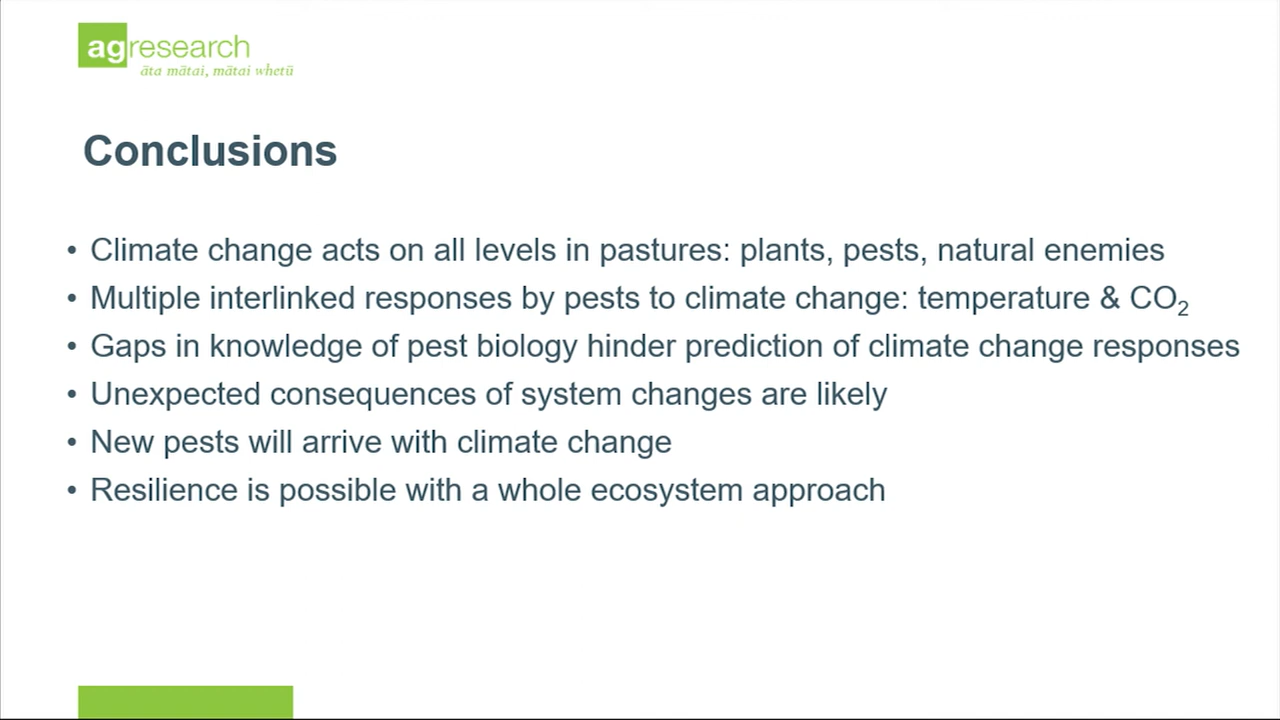 agresearch
āta mātai, mātai whetū
Conclusions
• Climate change acts on all levels in pastures: plants, pests, natural enemies
• Multiple interlinked responses by pests to climate change: temperature & CO₂
• Gaps in knowledge of pest biology hinder prediction of climate change responses
• Unexpected consequences of system changes are likely
• New pests will arrive with climate change
• Resilience is possible with a whole ecosystem approach